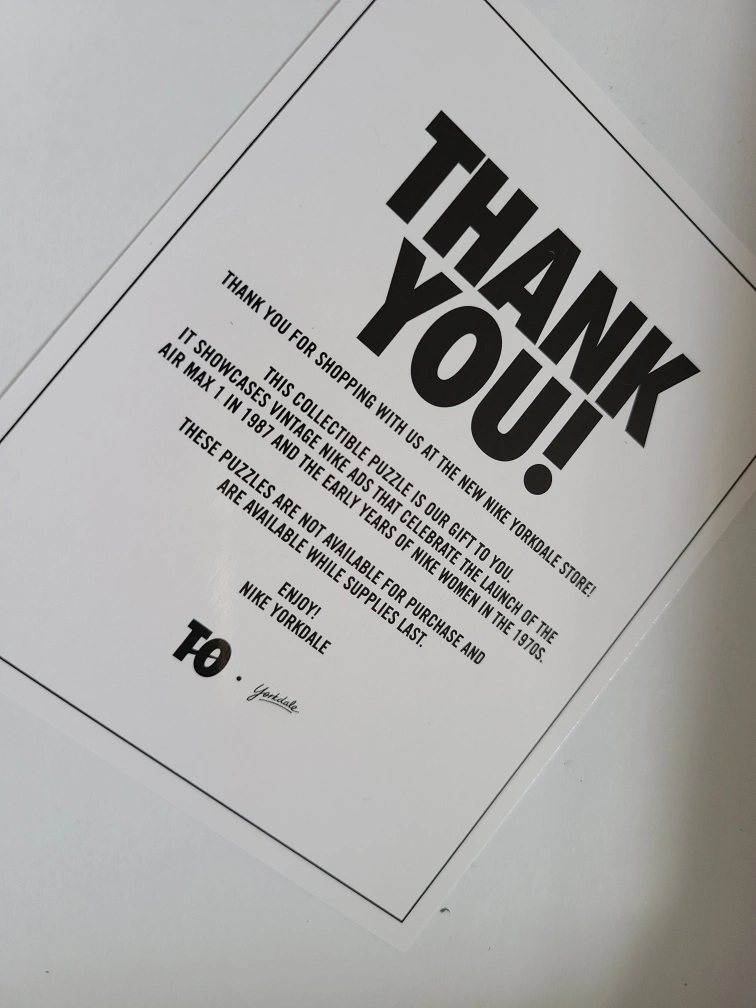 THANK
YOU!
THANK YOU FOR SHOPPING WITH US AT THE NEW NIKE YORKDALE STORE!
THIS COLLECTIBLE PUZZLE IS OUR GIFT TO YOU.
IT SHOWCASES VINTAGE NIKE ADS THAT CELEBRATE THE LAUNCH OF THE
AIR MAX 1 IN 1987 AND THE EARLY YEARS OF NIKE WOMEN IN THE 1970S.
THESE PUZZLES ARE NOT AVAILABLE FOR PURCHASE AND
ARE AVAILABLE WHILE SUPPLIES LAST.
ENJOY!
NIKE YORKDALE
TO · Yorkdale